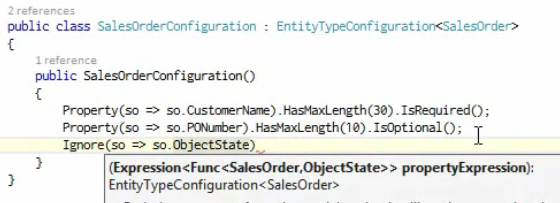 2 references
public class SalesOrderConfiguration : EntityTypeConfiguration<SalesOrder>
{
1 reference
public SalesOrderConfiguration()
{
Property(so => so.CustomerName).HasMaxLength(30).IsRequired();
Property(so => so.PONumber).HasMaxLength(10).IsOptional();
Ignore(so => so.ObjectState)
}
}
(Expression<Func<SalesOrder,ObjectState>> propertyExpression):
EntityTypeConfiguration<SalesOrder>